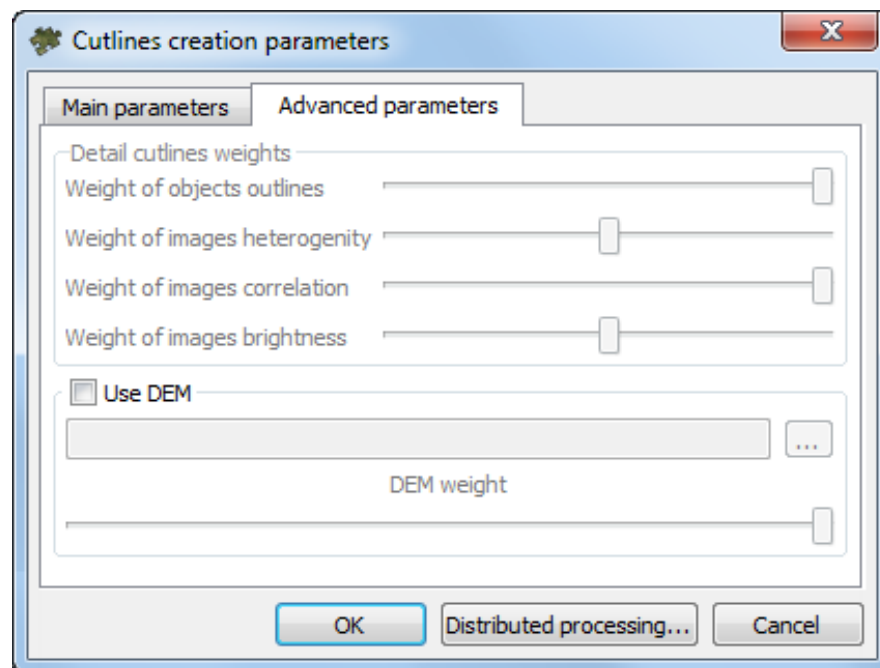 Cutlines creation parameters
Main parameters Advanced parameters
Detail cutlines weights
Weight of objects outlines
Weight of images heterogenity
Weight of images correlation
Weight of images brightness
Use DEM
...
DEM weight
OK Distributed processing... Cancel